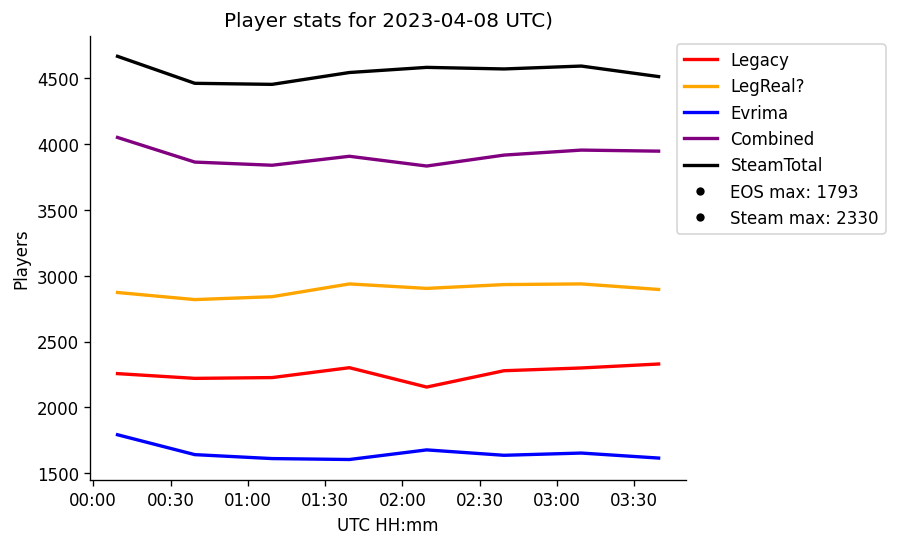 Player stats for 2023-04-08 UTC)
Legacy
LegReal?
Evrima
Combined
SteamTotal
EOS max: 1793
Steam max: 2330
Players
4500
4000
3500
3000
2500
2000
1500
00:00 00:30 01:00 01:30 02:00 02:30 03:00 03:30
UTC HH:mm